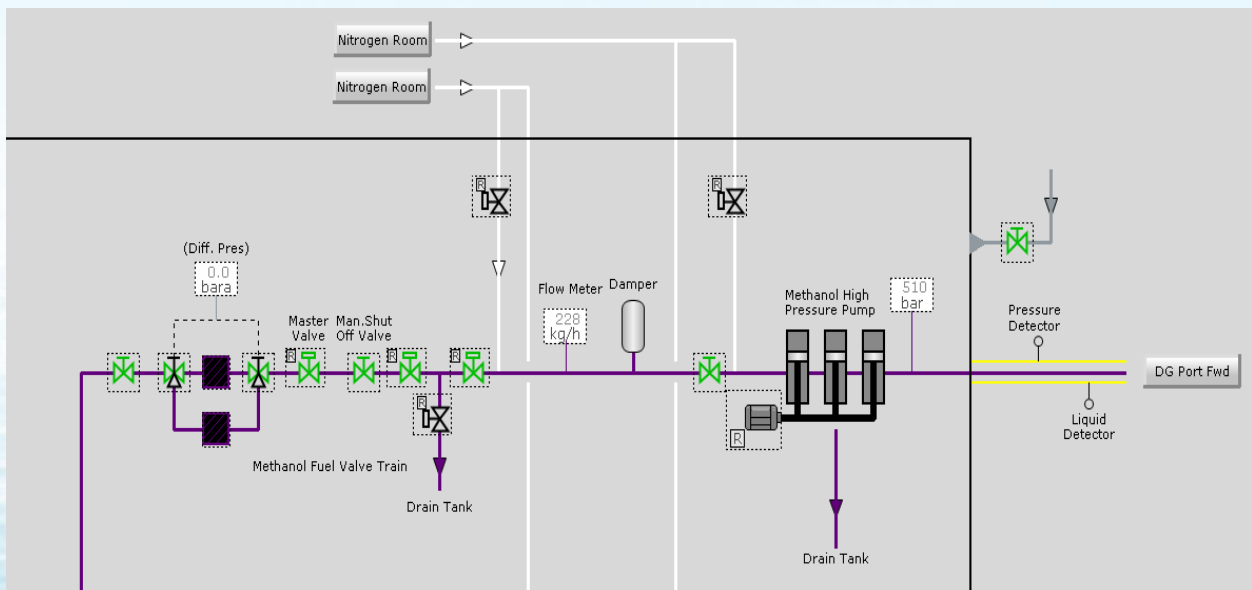 Nitrogen Room
Nitrogen Room
R
R
(Diff. Pres)
0.0
bara
Master
Valve
Man.Shut
Off Valve
R
R
R
Flow Meter
228
kg/h
Damper
Methanol High
Pressure Pump
510
bar
Pressure
Detector
DG Port Fwd
R
R
Liquid
Detector
Methanol Fuel Valve Train
Drain Tank
Drain Tank